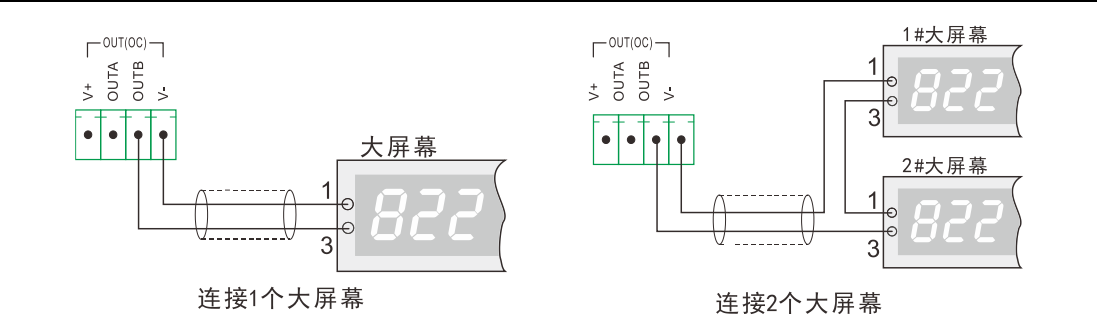 OUT(OC)
V+
OUTA
OUTB
V-
大屏幕
1
3
822
连接1个大屏幕
OUT(OC)
V+
OUTA
OUTB
V-
1#大屏幕
1
3
822
2#大屏幕
1
3
822
连接2个大屏幕